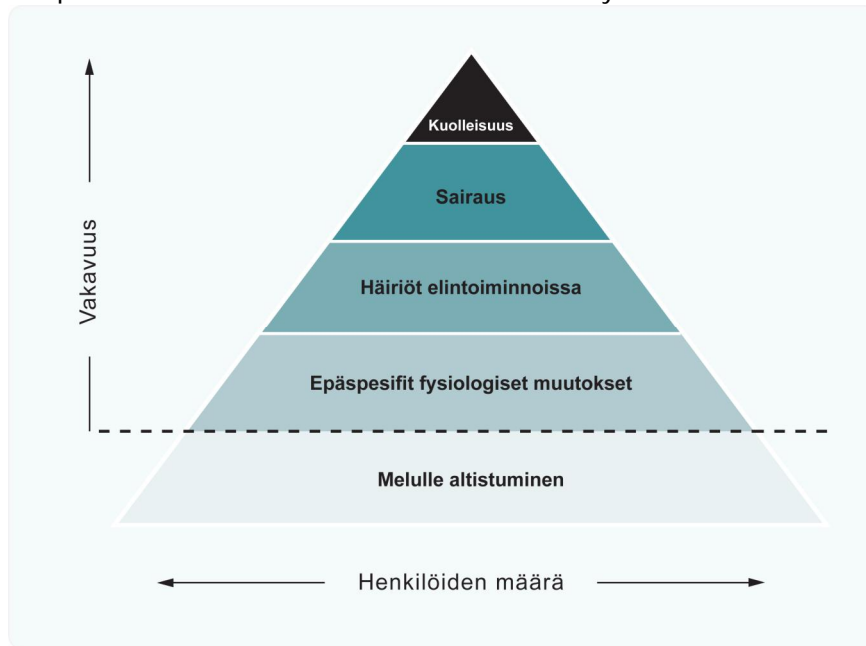 Kuolleisuus
Sairaus
Häiriöt elintoiminnoissa
Epäspesifit fysiologiset muutokset
Melulle altistuminen
Vakavuus
Henkilöiden määrä